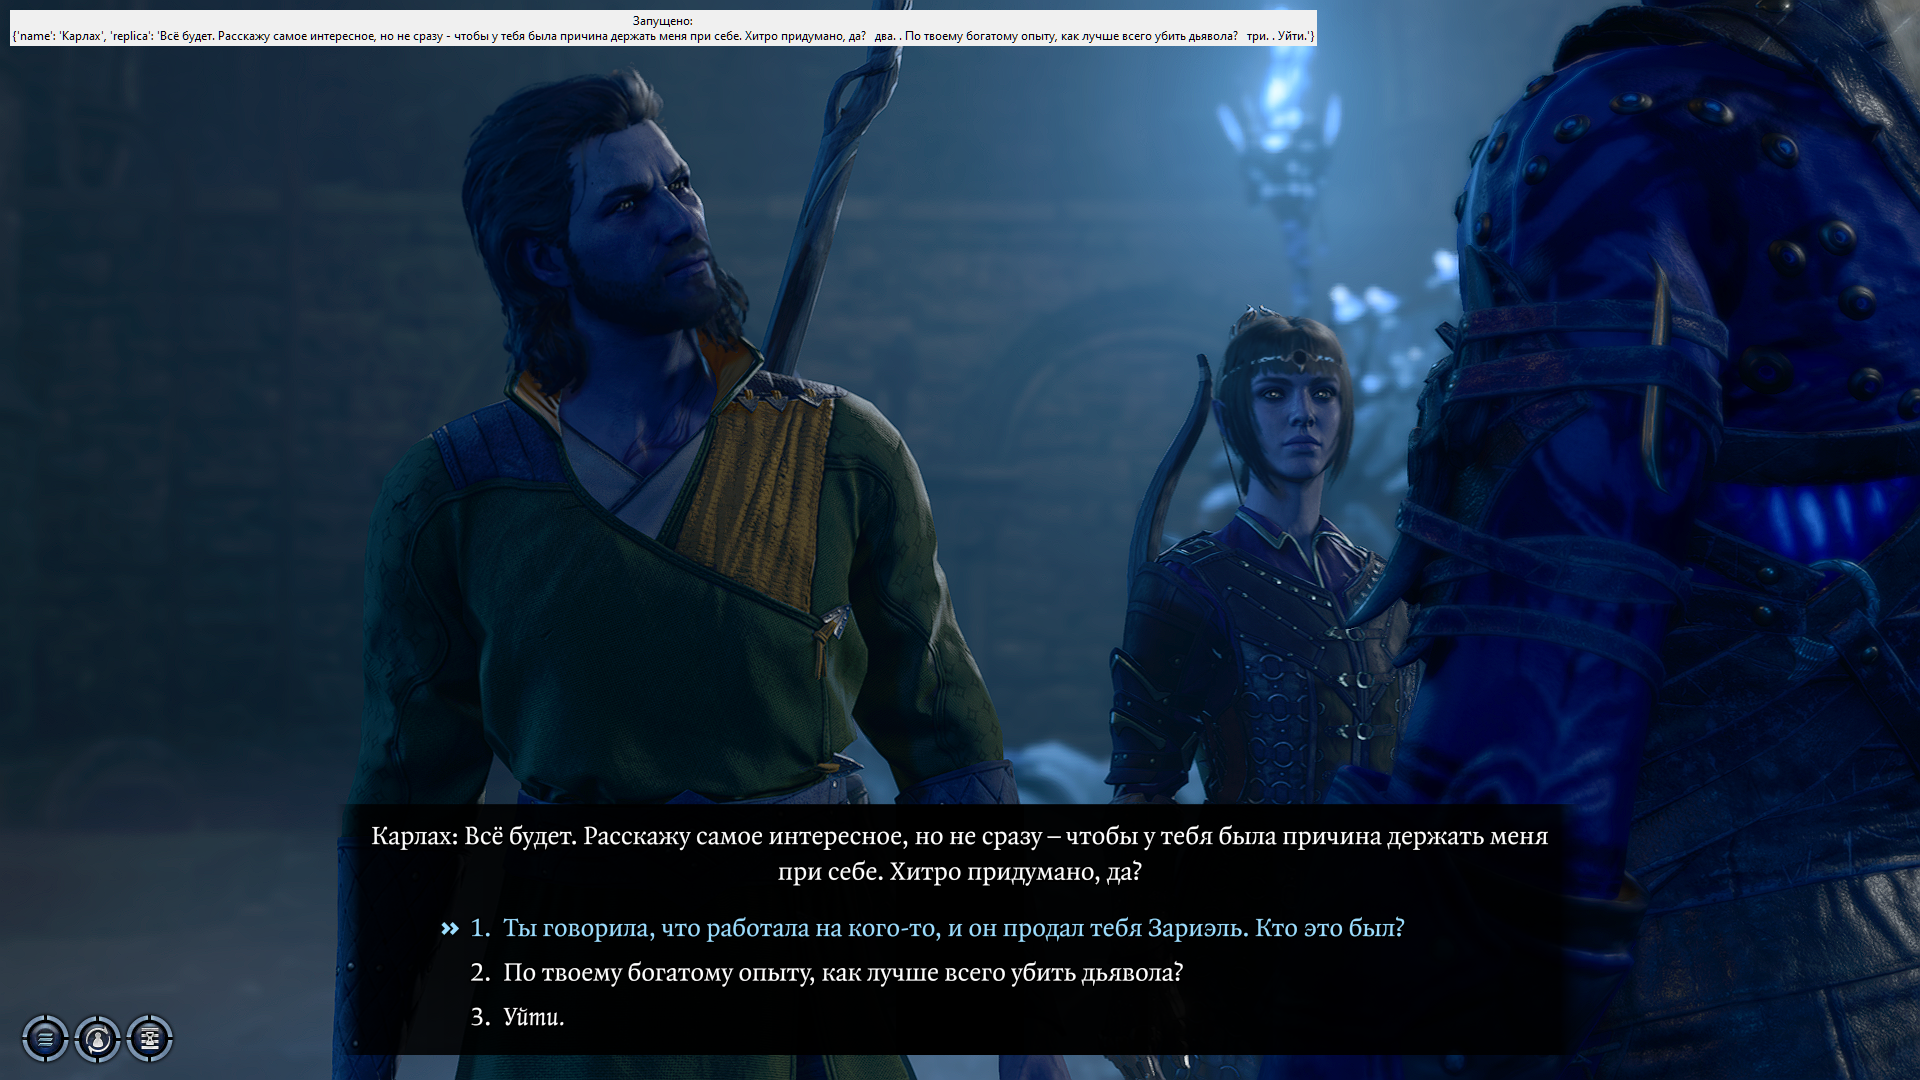 Запущено:
{'name': 'Карлах', 'replica': 'Всё будет. Расскажу самое интересное, но не сразу - чтобы у тебя была причина держать меня при себе. Хитро придумано, да?   два. . По твоему богатому опыту, как лучше всего убить дьявола?   три. . Уйти.'}
Карлах: Всё будет. Расскажу самое интересное, но не сразу – чтобы у тебя была причина держать меня
при себе. Хитро придумано, да?
1. Ты говорила, что работала на кого-то, и он продал тебя Зариэль. Кто это был?
2. По твоему богатому опыту, как лучше всего убить дьявола?
3. Уйти.